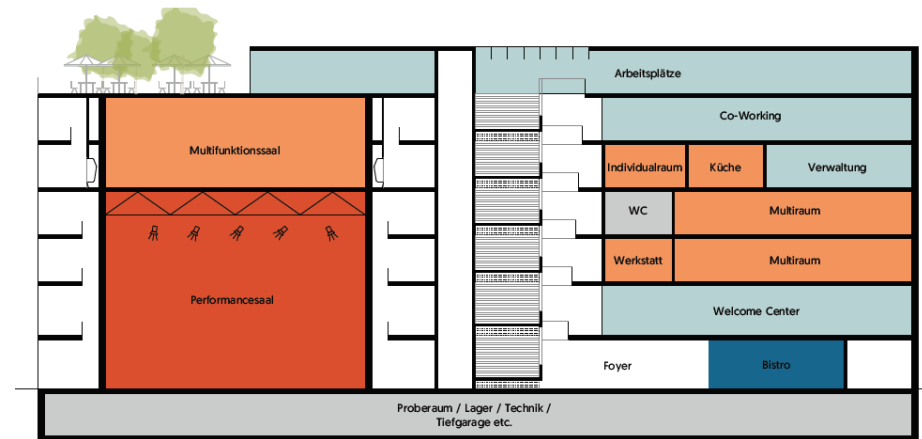 Arbeitsplätze
Co-Working
Multifunktionssaal
Individualraum
Küche
Verwaltung
WC
Multiraum
Werkstatt
Multiraum
Performancesaal
Welcome Center
Foyer
Bistro
Proberaum / Lager / Technik /
Tiefgarage etc.